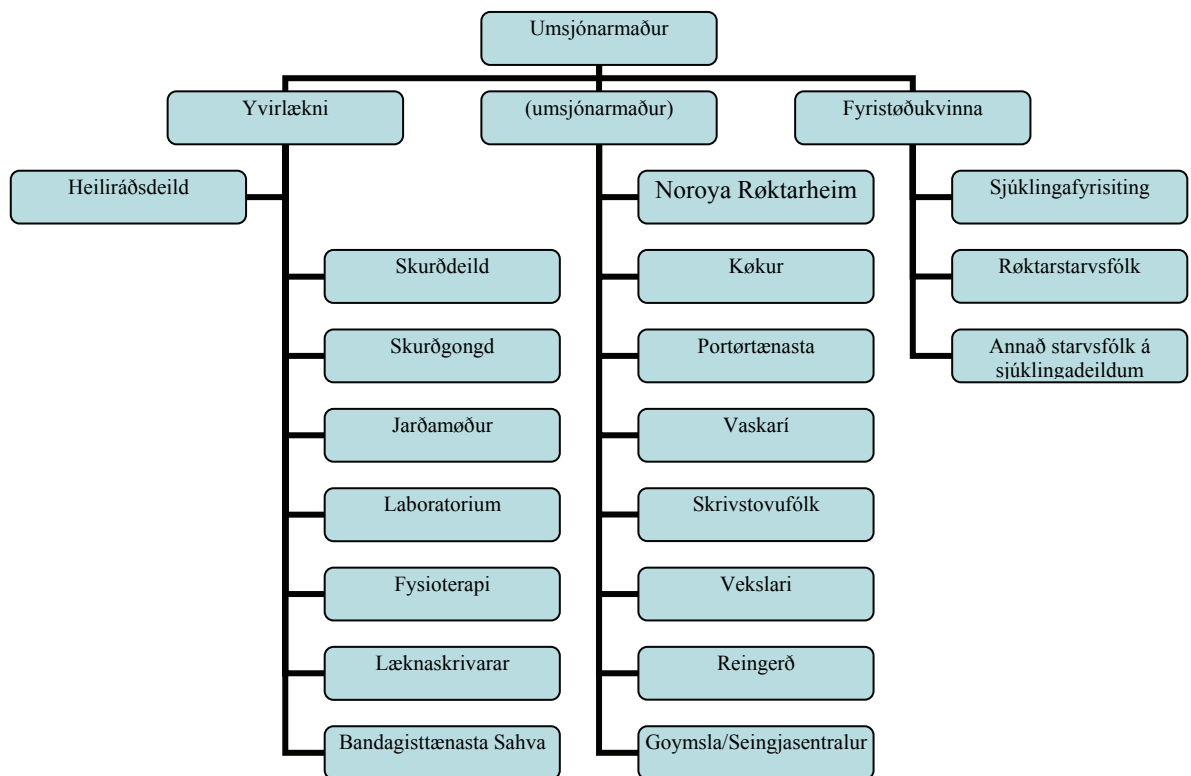 Umsjónarmaður
Yvirlækni
(umsjónarmaður)
Fyristøðukvinna
Heiliráðsdeild
Noroya Røktarheim
Sjúklingafyrisiting
Skurðdeild
Køkur
Røktarstarvsfólk
Skurðgongd
Portørtænasta
Annað starvsfólk á
sjúklingadeildum
Jarðamøður
Vaskarí
Laboratorium
Skrivstovufólk
Fysioterapi
Vekslari
Læknaskrivarar
Reingerð
Bandagisttænasta Sahva
Goymsla/Seingjasentralur